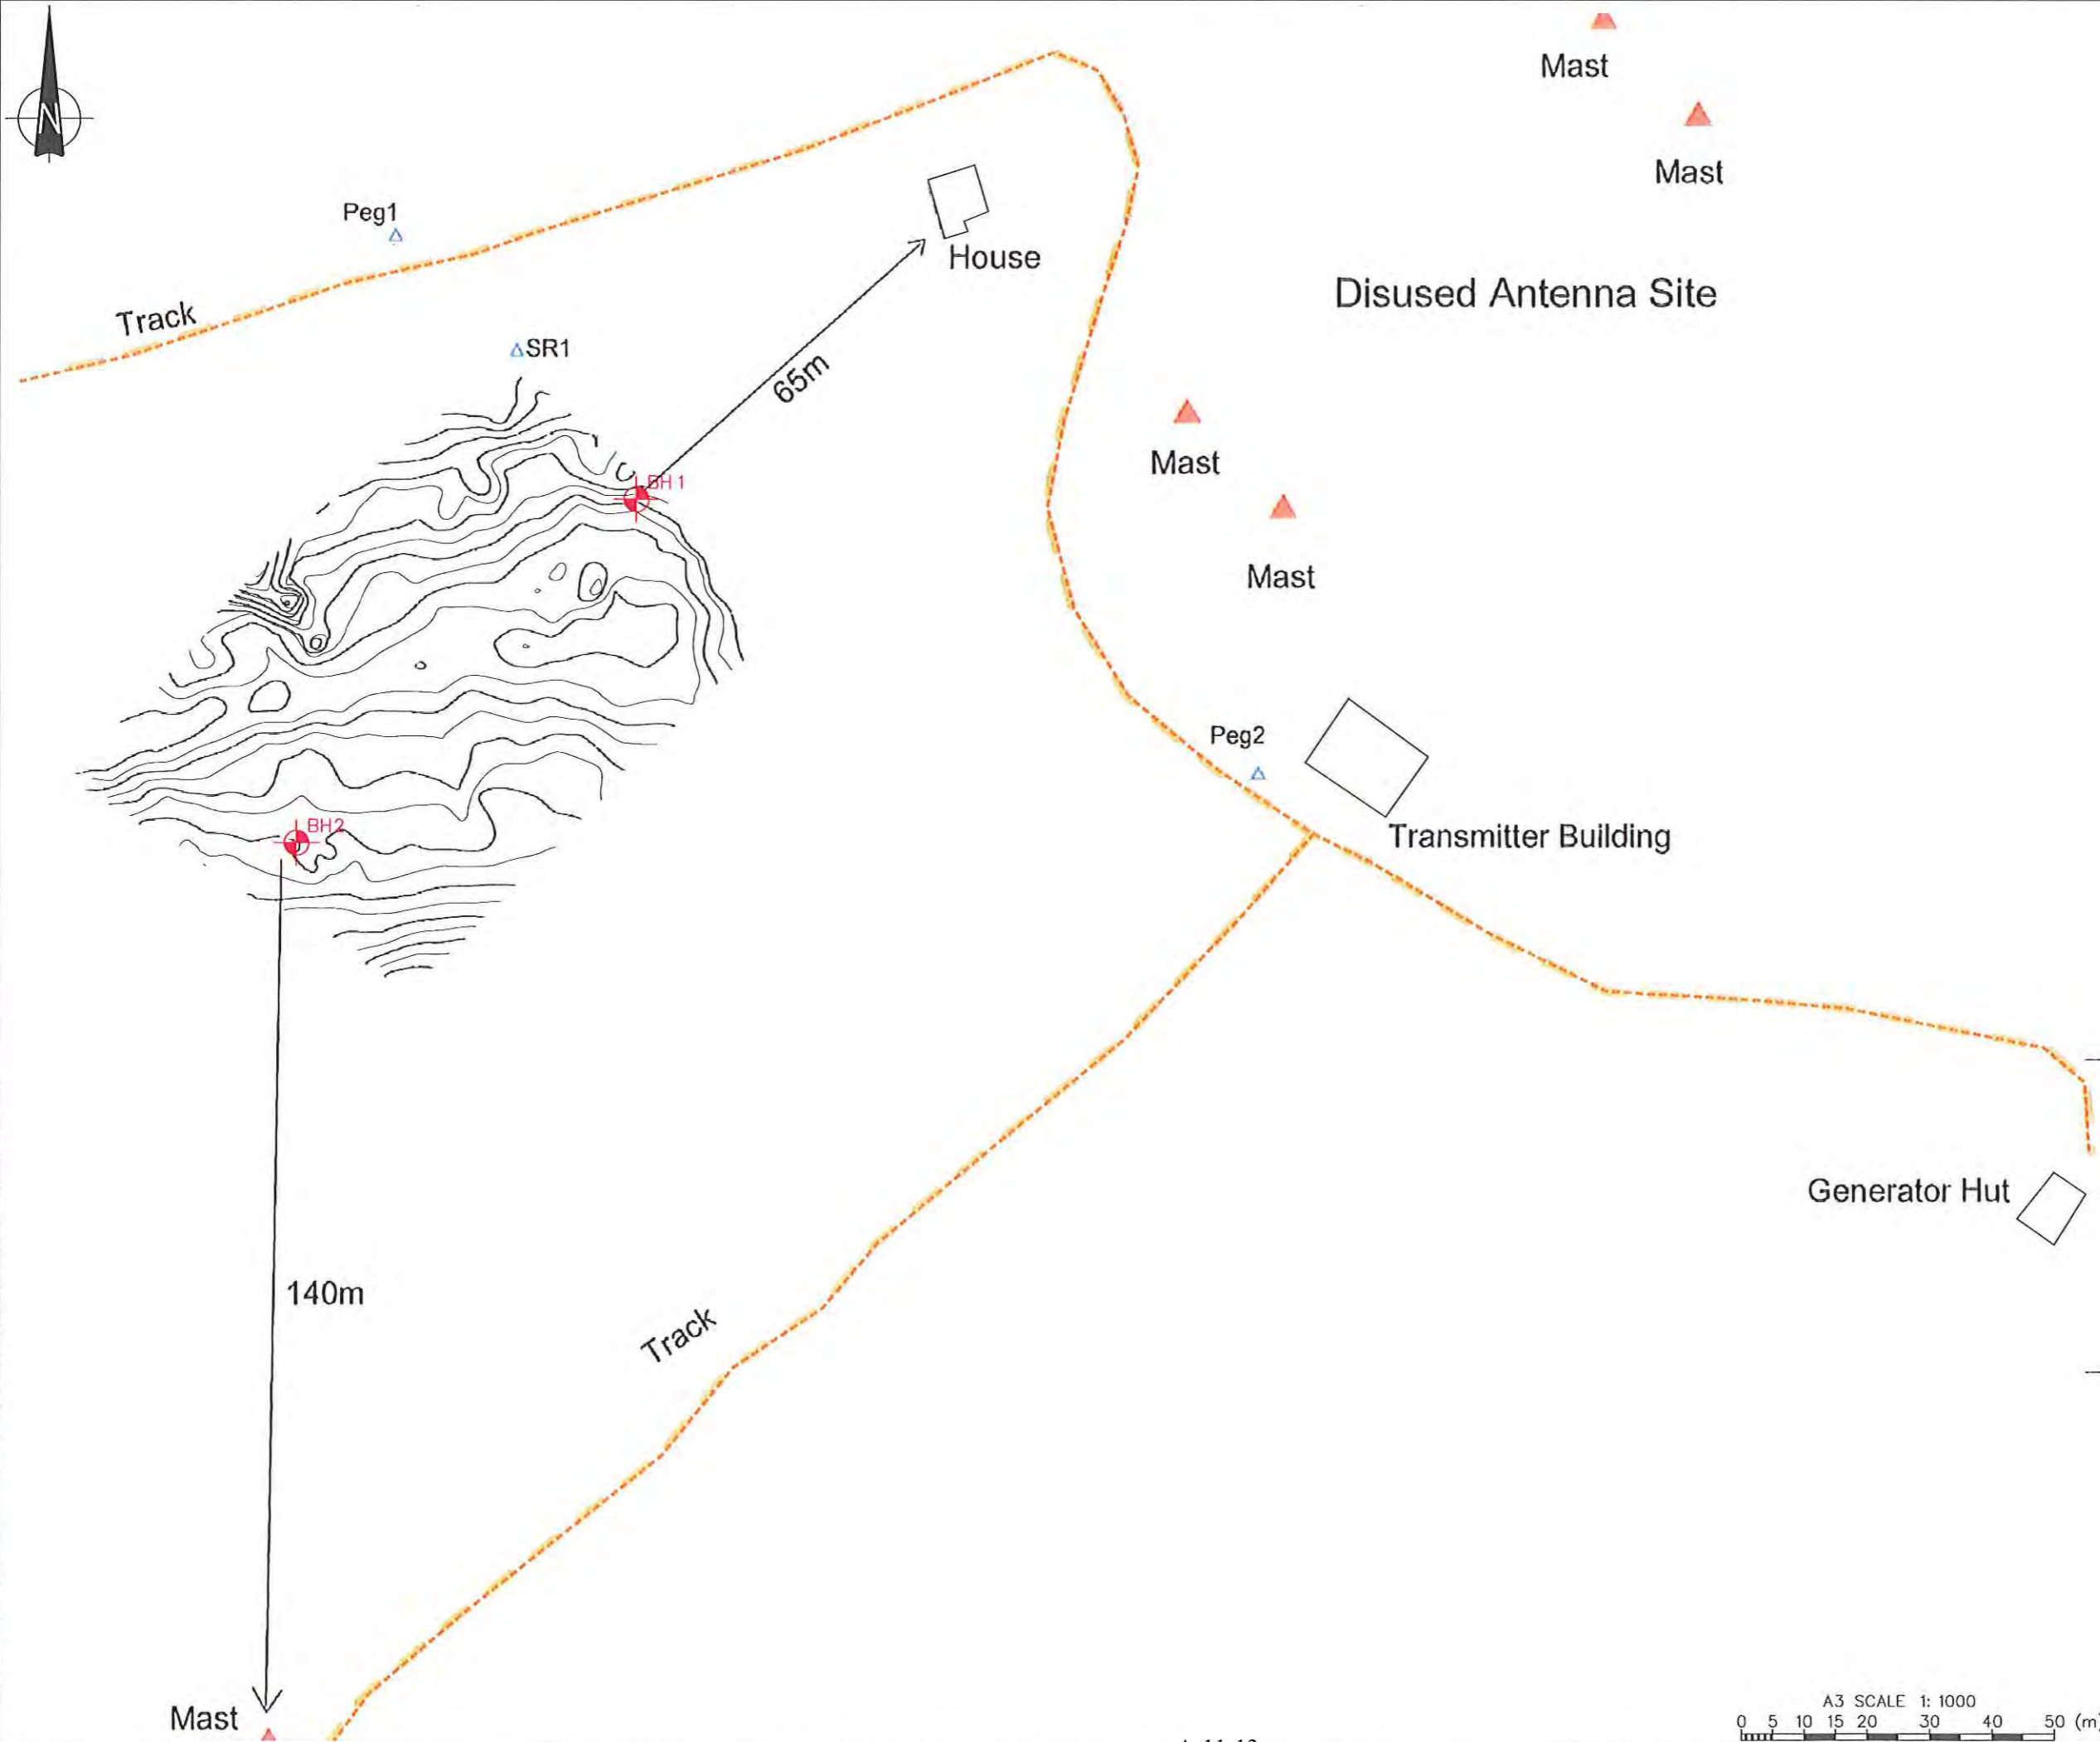 Mast
N
Mast
Peg1
House
Disused Antenna Site
Track
SR1
65m
Mast
BH 1
Mast
Peg2
BH2
Transmitter Building
Generator Hut
140m
Track
A3 SCALE 1: 1000
Mast
0 5 10 15 20 30 40 50 (m)